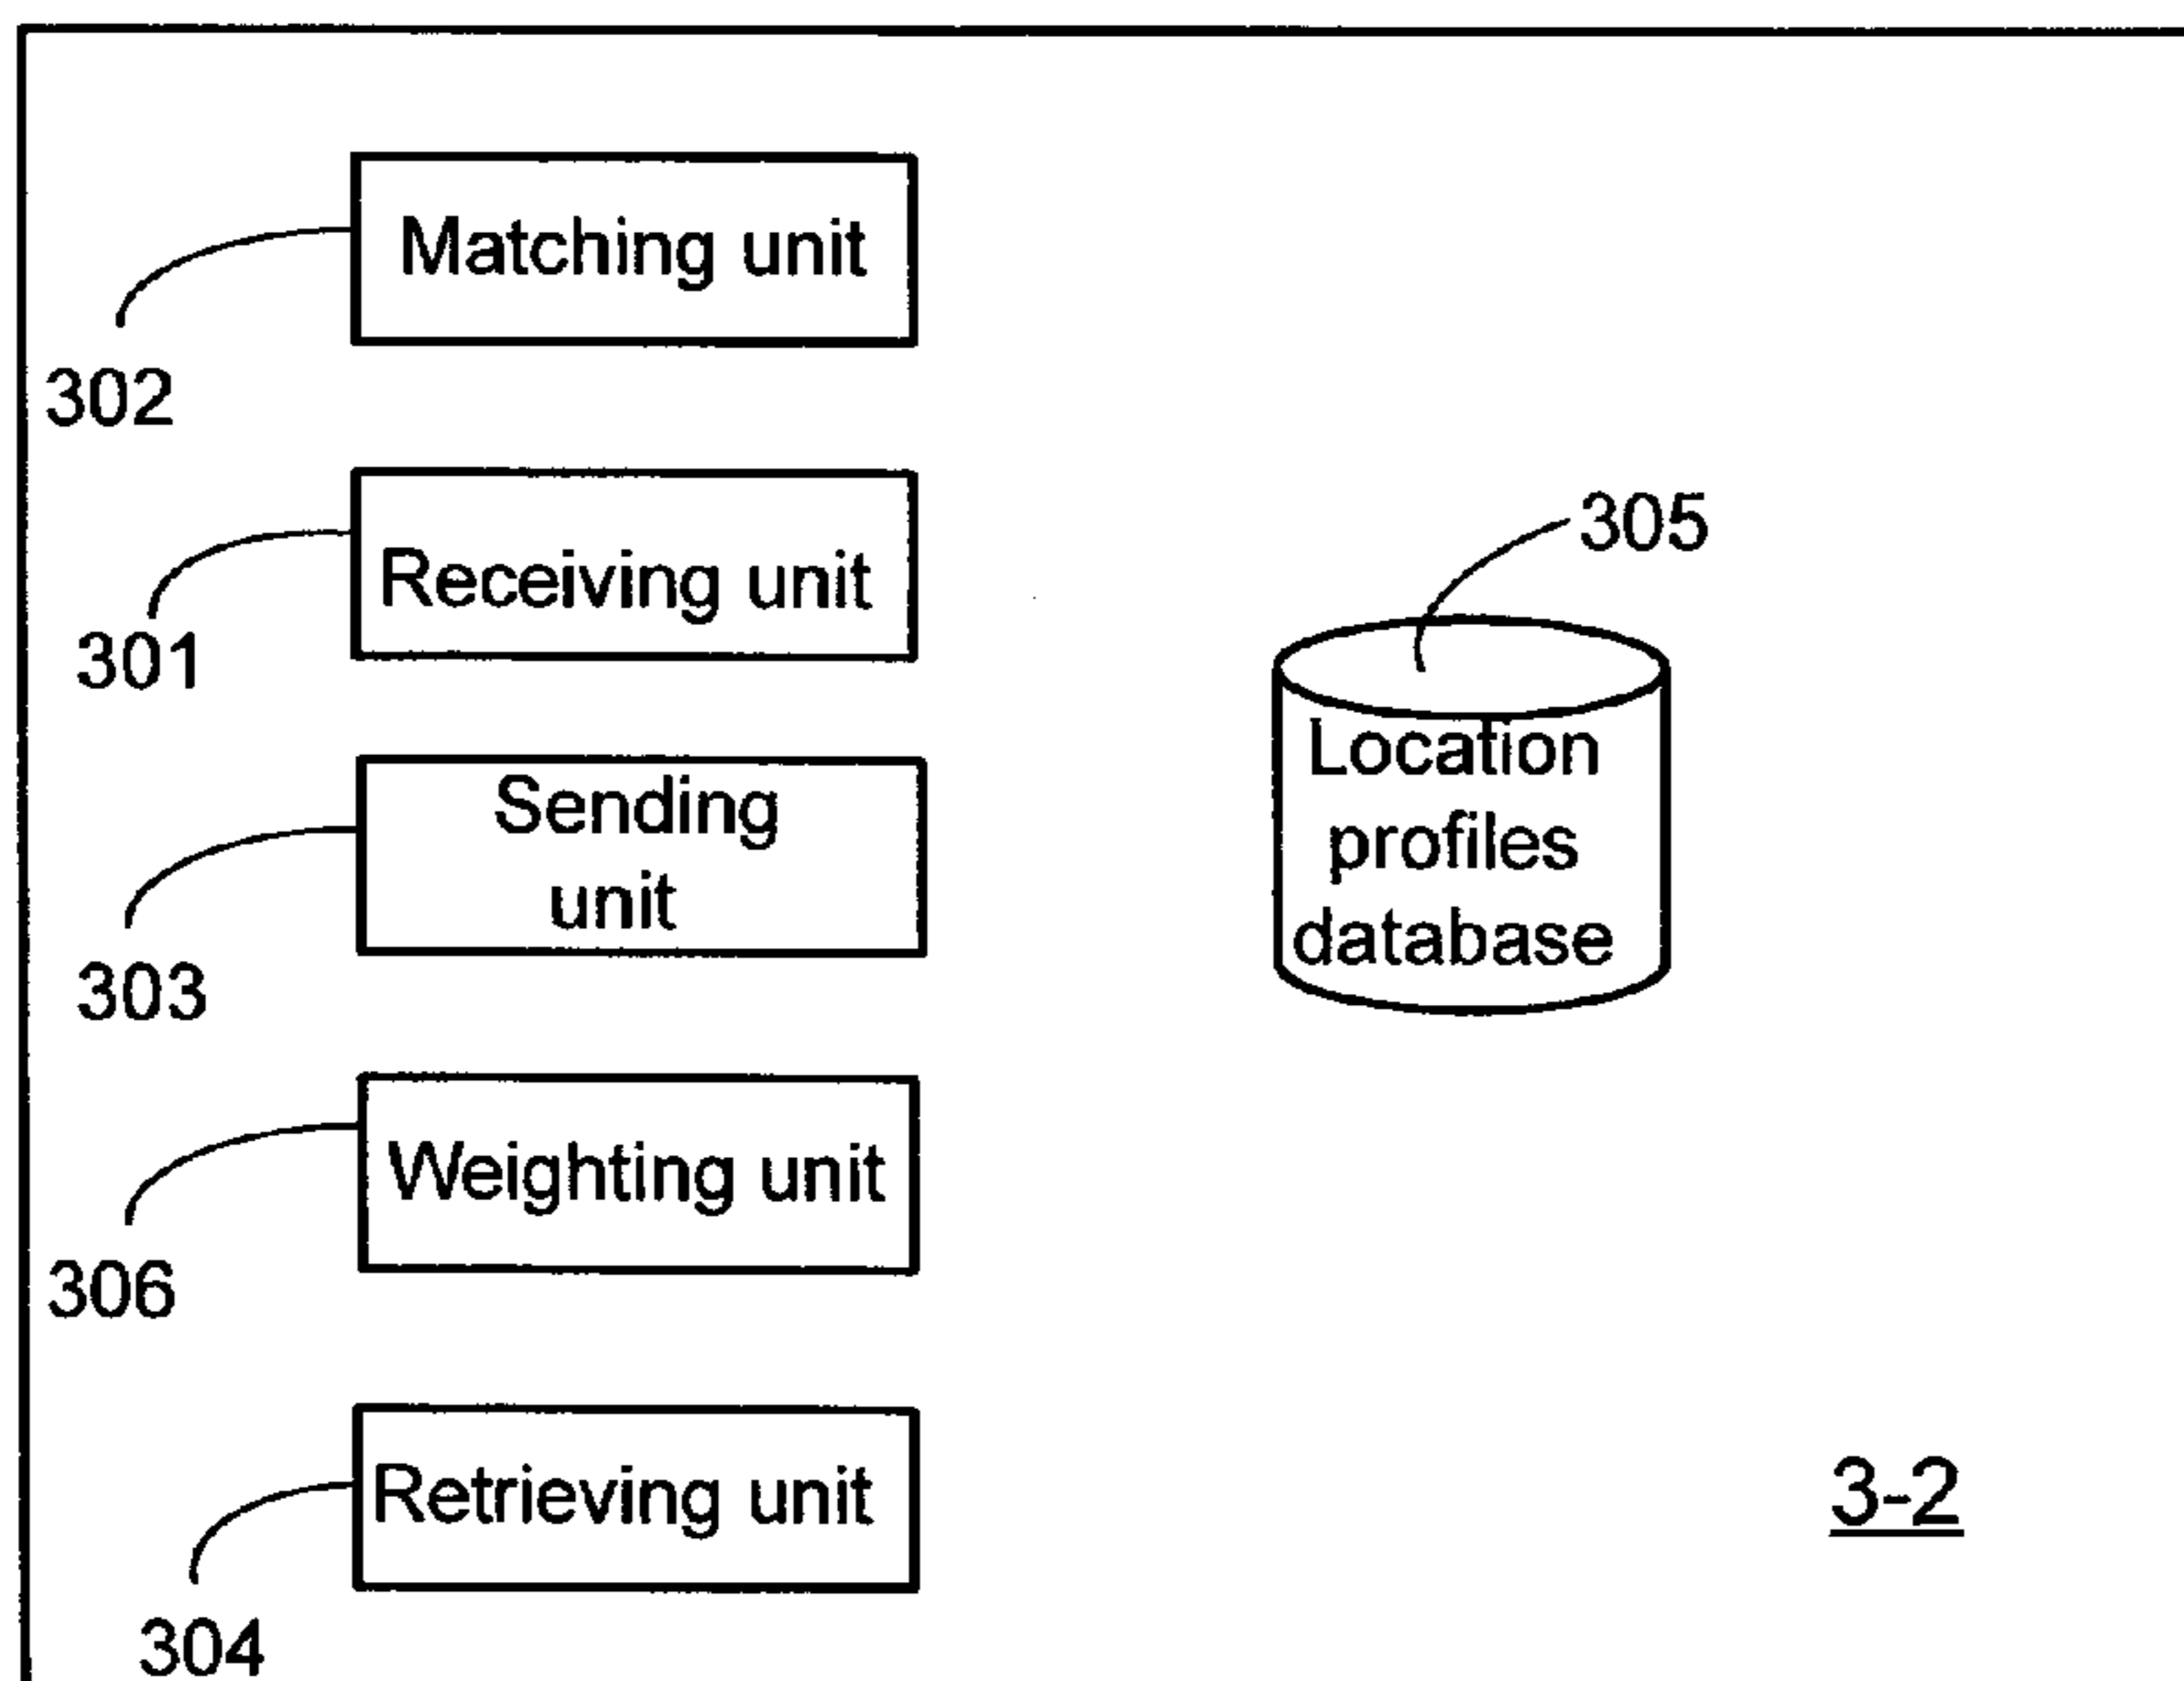 Matching unit
302
Receiving unit
301
305
Sending
unit
303
Location
profiles
database
Weighting unit
306
Retrieving unit
304
3-2